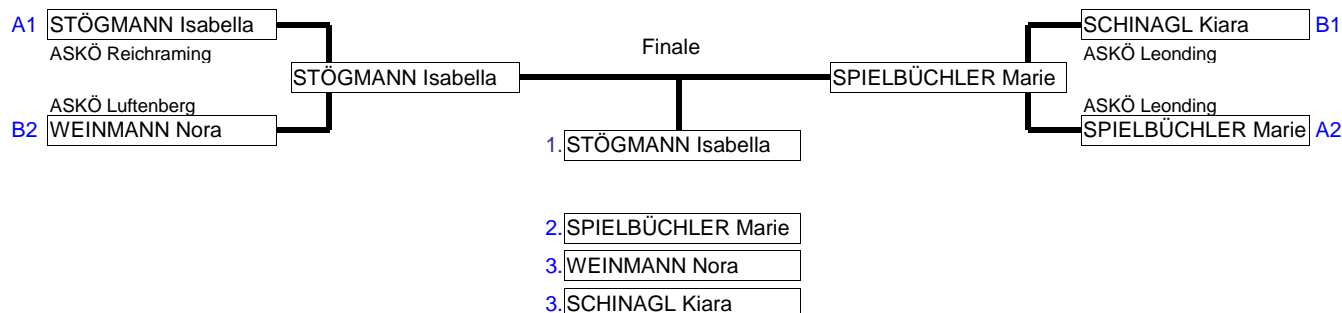 A1 STÖGMANN Isabella
ASKÖ Reichraming
SCHINAGL Kiara B1
ASKÖ Leonding
Finale
STÖGMANN Isabella
SPIELBÜCHLER Marie
ASKÖ Luftenberg
B2 WEINMANN Nora
ASKÖ Leonding
SPIELBÜCHLER Marie A2
1. STÖGMANN Isabella
2. SPIELBÜCHLER Marie
3. WEINMANN Nora
3. SCHINAGL Kiara